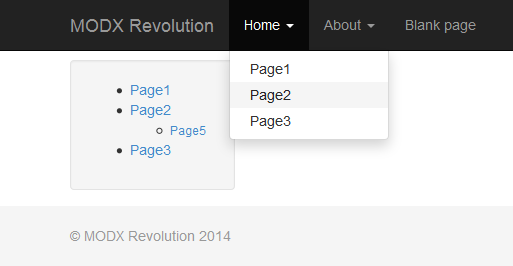 MODX Revolution Home About Blank page
Page1
Page2
Page3
Page1
Page2
Page5
Page3
© MODX Revolution 2014